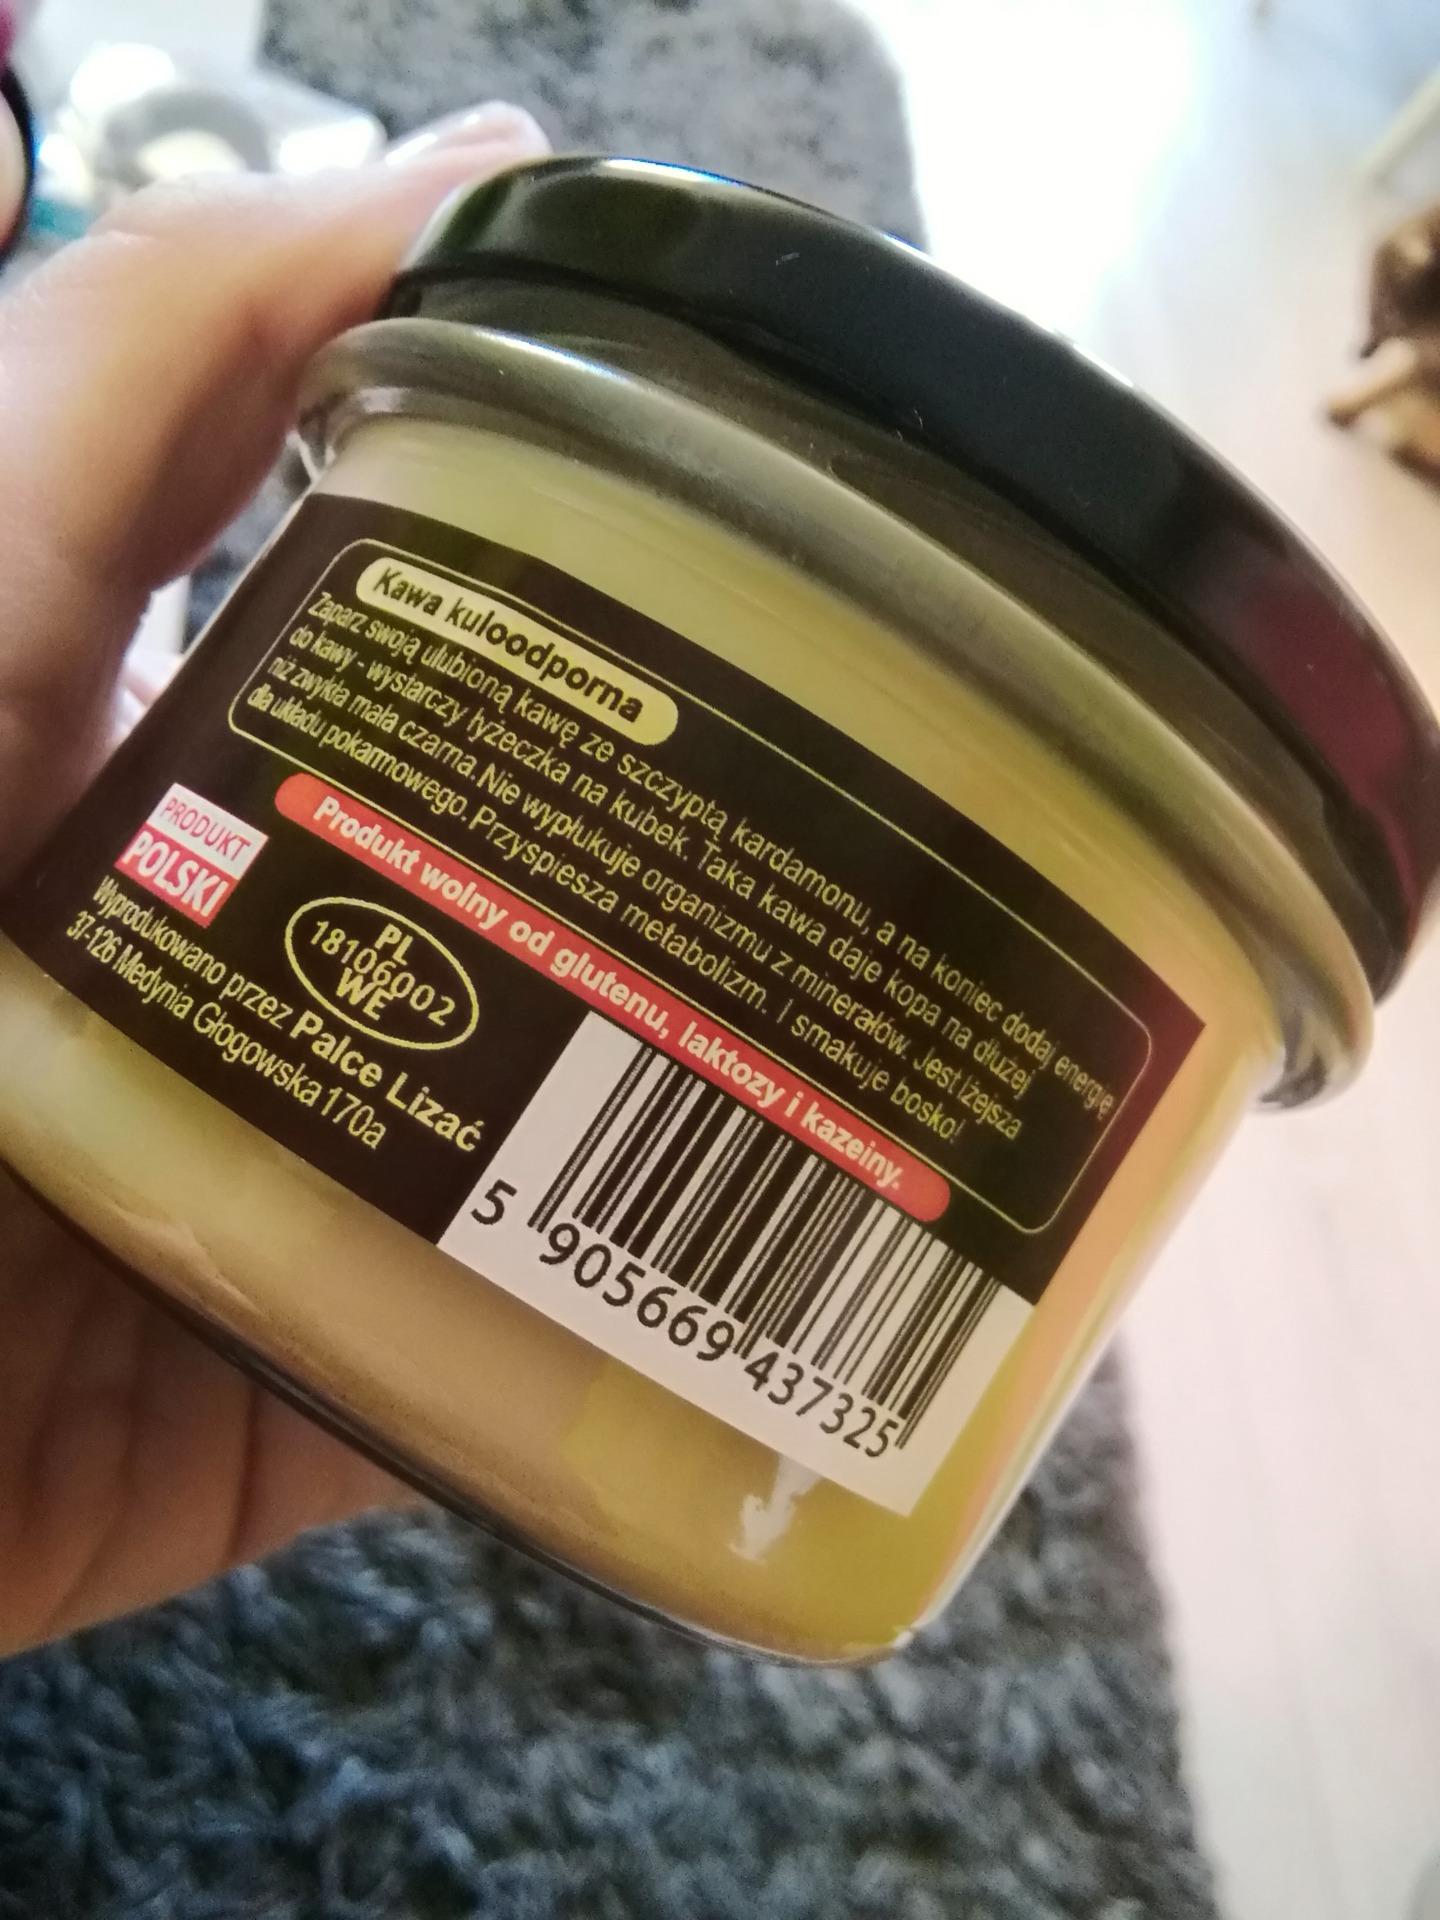 Kawa kuloodporna
Zaparz swoją ulubioną kawę ze szczyptą kardamonu, a na koniec dodaj energię
do kawy - wystarczy łyżeczka na kubek. Taka kawa daje kopa na dłużej
niż zwykła mała czarna. Nie wypłukuje organizmu z minerałów. Jest lżejsza
dla układu pokarmowego. Przyspiesza metabolizm. I smakuje bosko!
Produkt wolny od glutenu, laktozy i kazeiny.
PRODUKT
POLSKI
PL
18106002
WE
Wyprodukowano przez Palce Lizać
37-126 Medynia Głogowska 170a
5 905669 437325